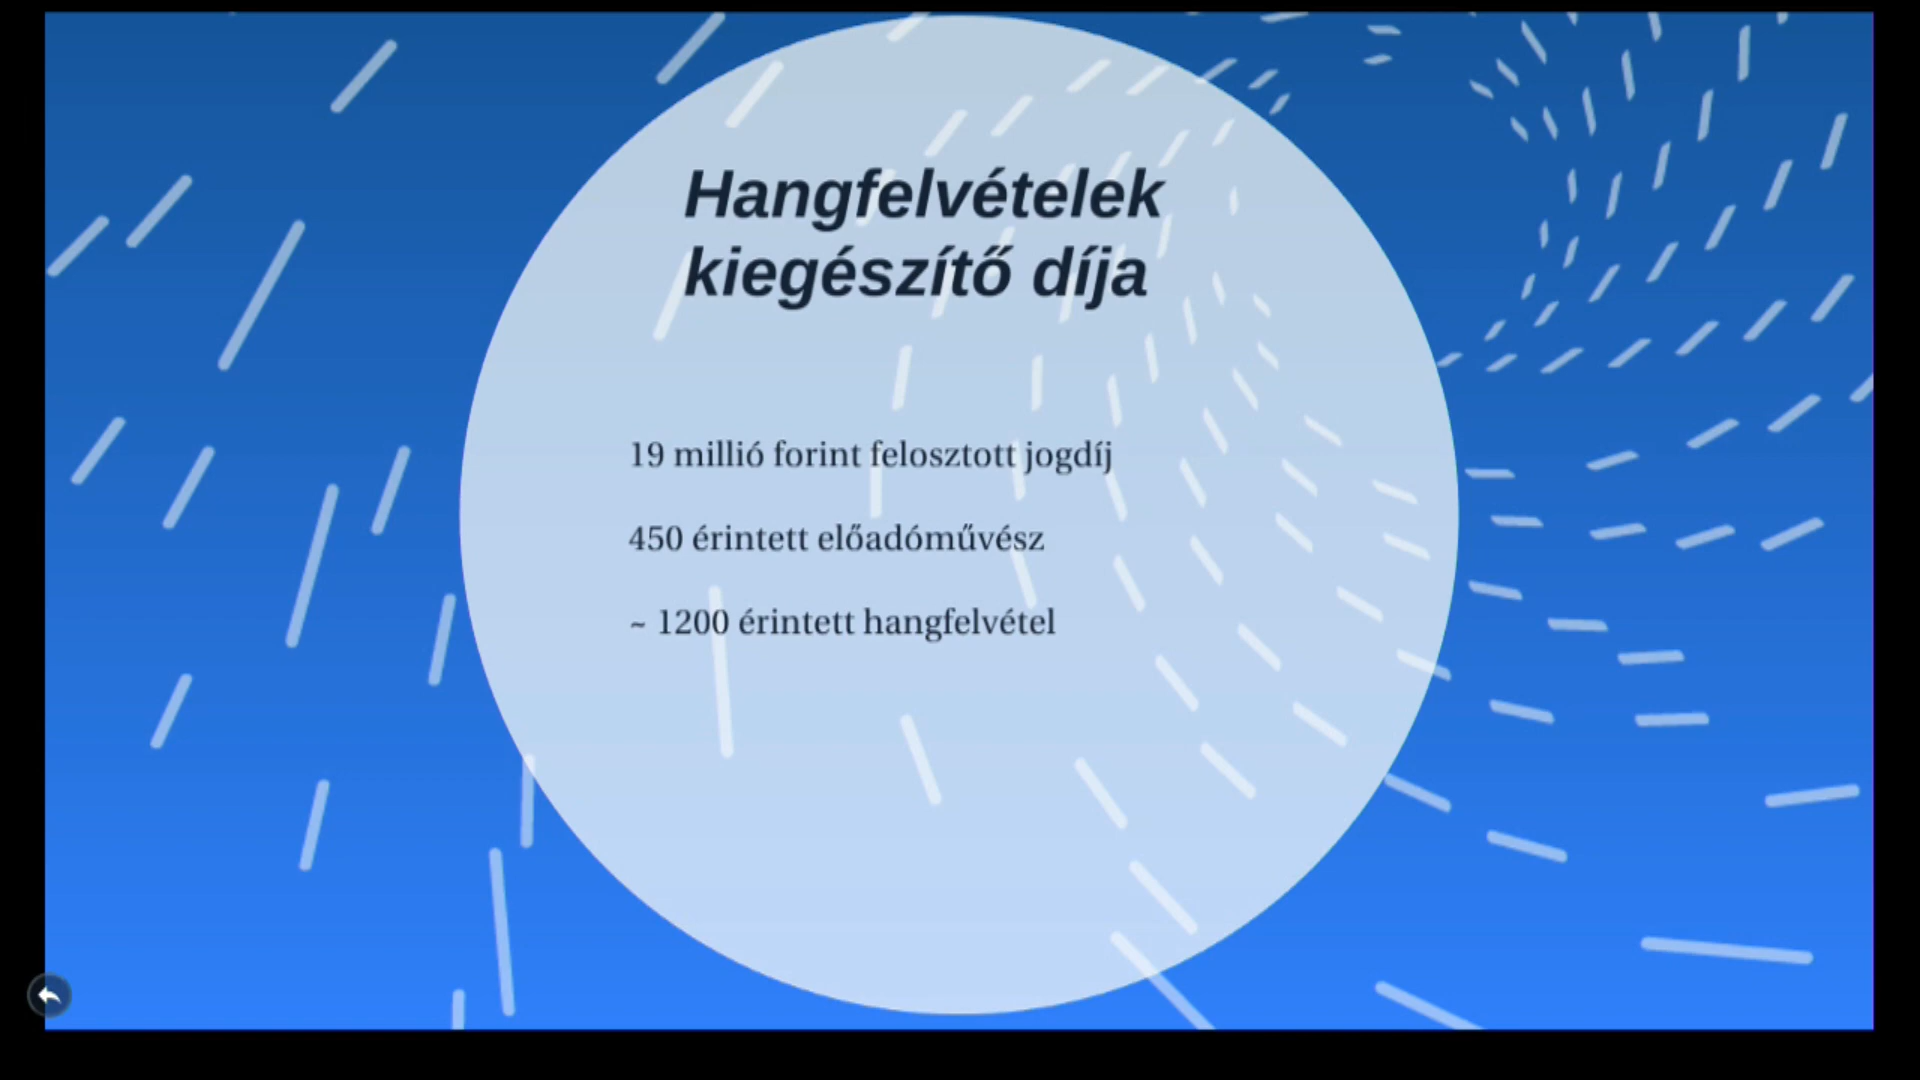 Hangfelvételek
kiegészítő díja
19 millió forint felosztott jogdíj
450 érintett előadóművész
~ 1200 érintett hangfelvétel